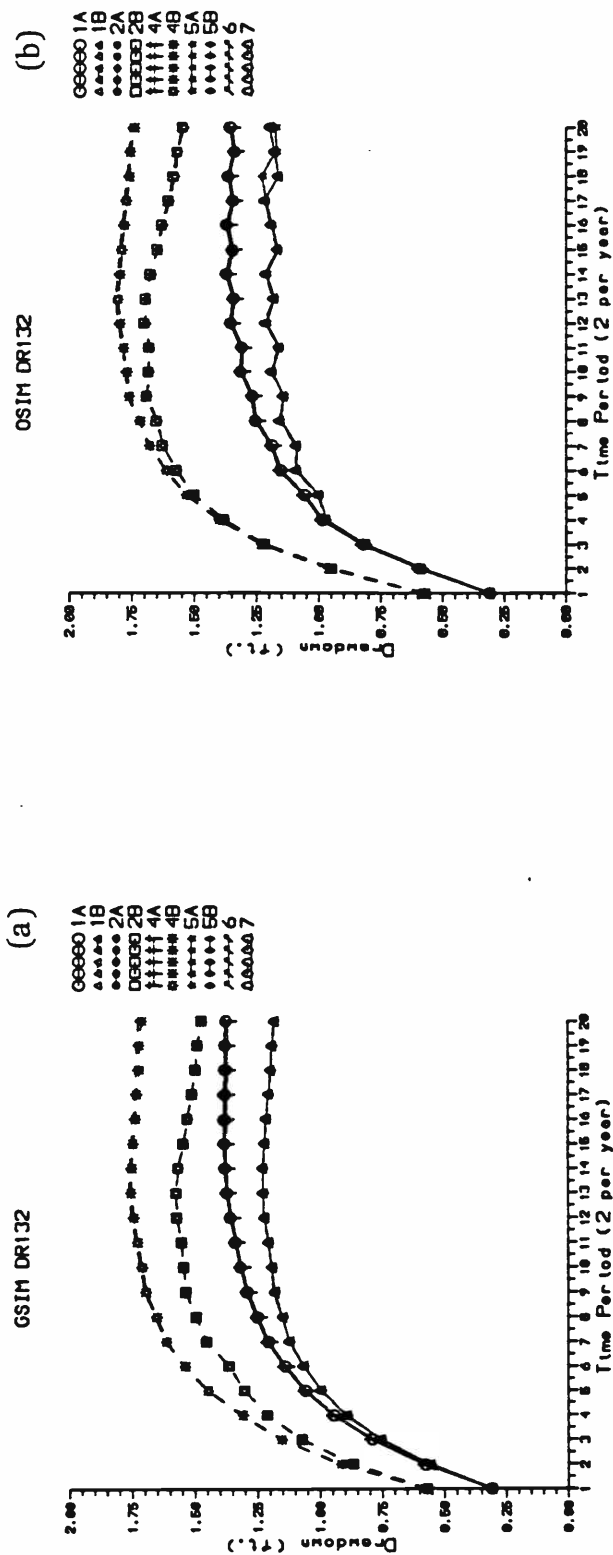 (a)
GSIM DR132
1A
1B
2A
2B
4A
4B
5A
5B
6
7
Drawdown (ft.)
2.00
1.75
1.50
1.25
1.00
0.75
0.50
0.25
0.00
1 2 3 4 5 6 7 8 9 10 11 12 13 14 15 16 17 18 19 20
Time Period (2 per year)
(b)
OSIM DR132
1A
1B
2A
2B
4A
4B
5A
5B
6
7
Drawdown (ft.)
2.00
1.75
1.50
1.25
1.00
0.75
0.50
0.25
0.00
1 2 3 4 5 6 7 8 9 10 11 12 13 14 15 16 17 18 19 20
Time Period (2 per year)